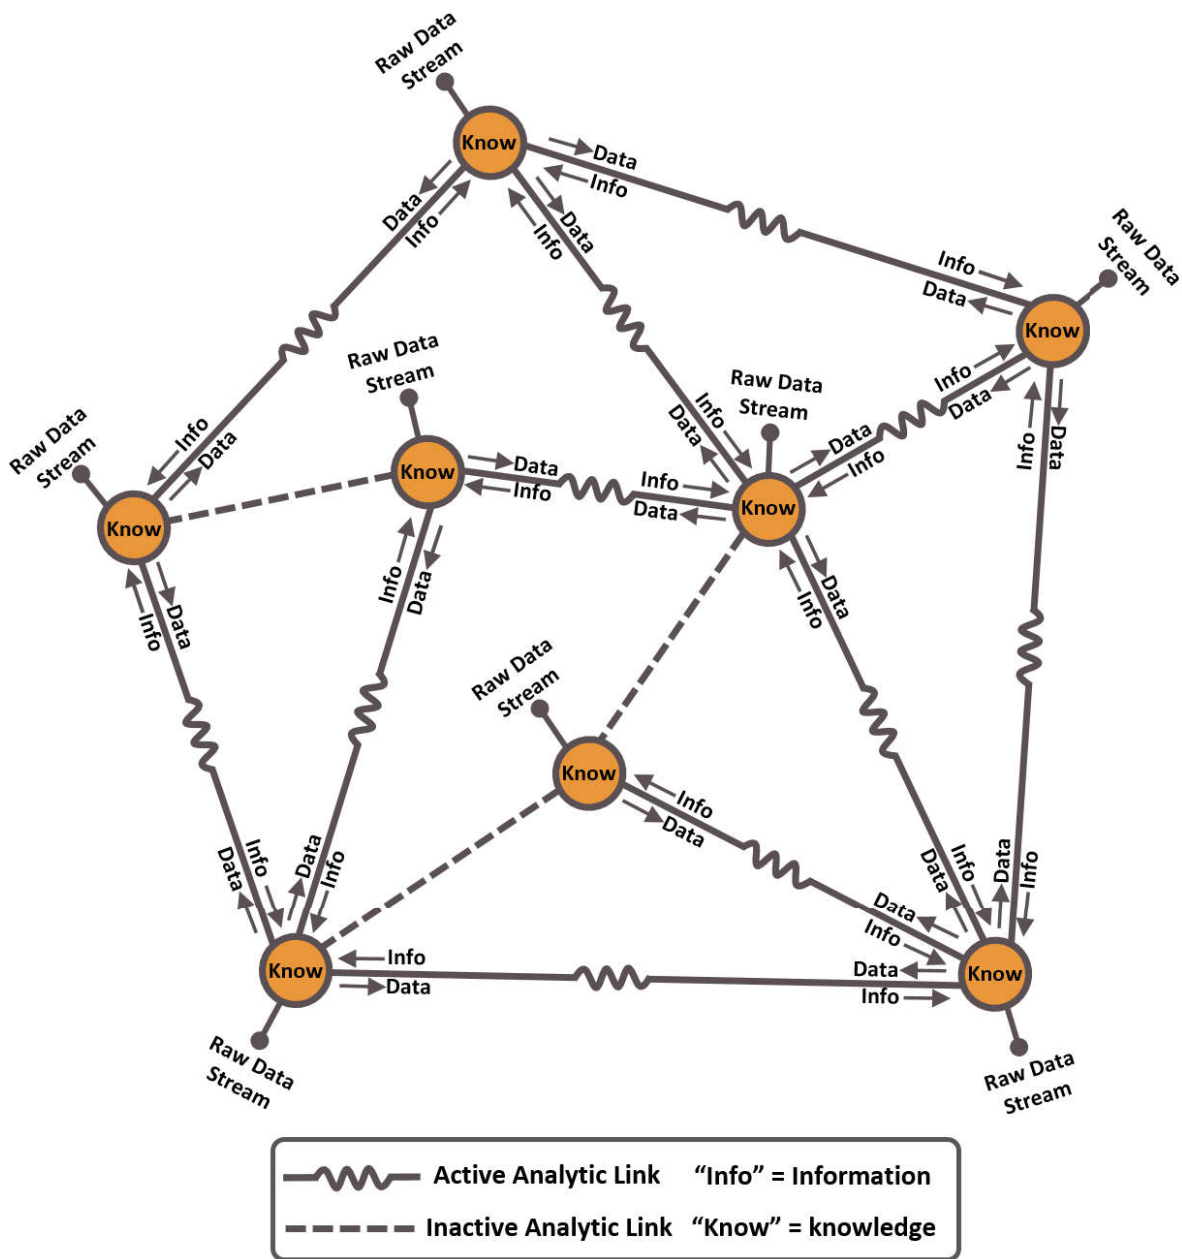 Raw Data
Stream
Know
Data
Info
Data
Info
Data
Info
Raw Data
Stream
Info
Data
Know
Raw Data
Stream
Raw Data
Stream
Info
Data
Info
Data
Info
Data
Raw Data
Stream
Info
Data
Know
Know
Data
Info
Info
Data
Data
Info
Know
Know
Info
Data
Data
Info
Info
Data
Raw Data
Stream
Know
Info
Data
Info
Data
Data
Info
Data
Info
Data
Info
Data
Info
Know
Info
Data
Data
Info
Know
Raw Data
Stream
Raw Data
Stream
Active Analytic Link “Info” = Information
Inactive Analytic Link “Know” = knowledge